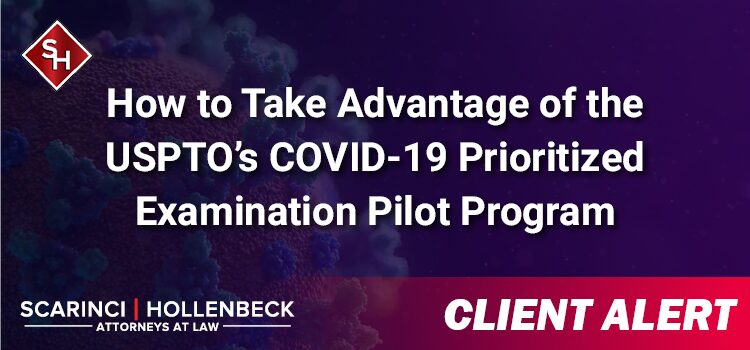 SH
How to Take Advantage of the
USPTO’s COVID-19 Prioritized
Examination Pilot Program
SCARINCI | HOLLENBECK
ATTORNEYS AT LAW
CLIENT ALERT